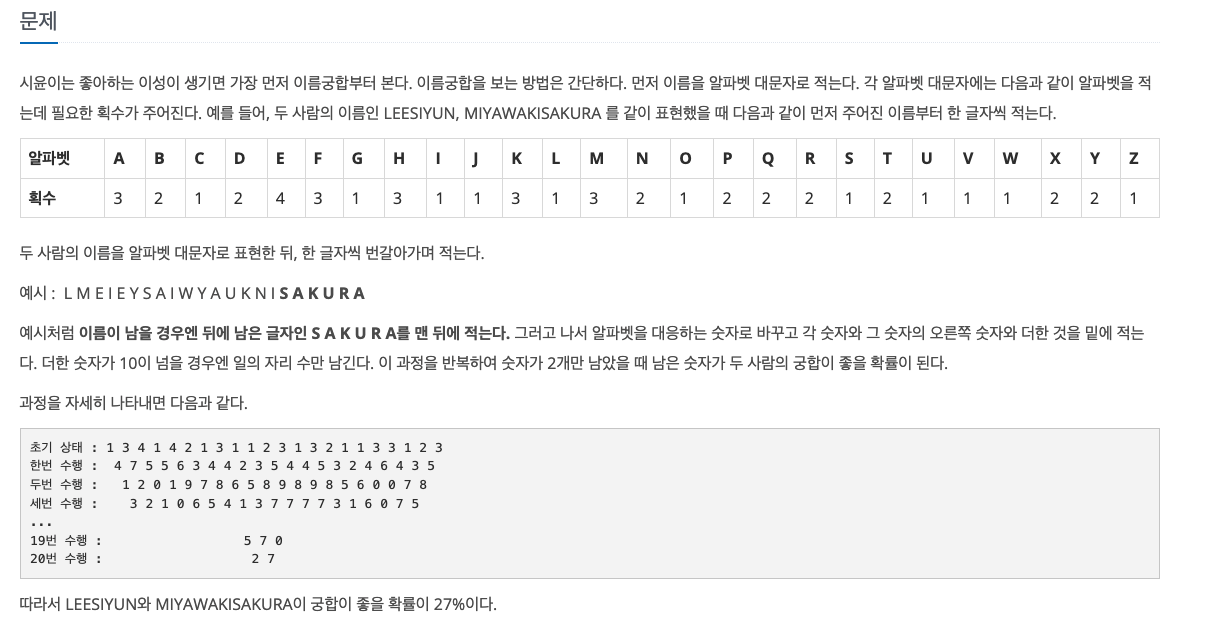 문제
시윤이는 좋아하는 이성이 생기면 가장 먼저 이름궁합부터 본다. 이름궁합을 보는 방법은 간단하다. 먼저 이름을 알파벳 대문자로 적는다. 각 알파벳 대문자에는 다음과 같이 알파벳을 적
는데 필요한 획수가 주어진다. 예를 들어, 두 사람의 이름인 LEESIYUN, MIYAWAKISAKURA 를 같이 표현했을 때 다음과 같이 먼저 주어진 이름부터 한 글자씩 적는다.
알파벳 A B C D E F G H I J K L M N O P Q R S T U V W X Y Z
획수 3 2 1 2 4 3 1 3 1 1 3 1 3 2 1 2 2 2 1 2 1 1 1 2 2 1
두 사람의 이름을 알파벳 대문자로 표현한 뒤, 한 글자씩 번갈아가며 적는다.
예시 : L M E I E Y S A I W Y A U K N I S A K U R A
예시처럼 이름이 남을 경우엔 뒤에 남은 글자인 S A K U R A를 맨 뒤에 적는다. 그러고 나서 알파벳을 대응하는 숫자로 바꾸고 각 숫자와 그 숫자의 오른쪽 숫자와 더한 것을 밑에 적는
다. 더한 숫자가 10이 넘을 경우엔 일의 자리 수만 남긴다. 이 과정을 반복하여 숫자가 2개만 남았을 때 남은 숫자가 두 사람의 궁합이 좋을 확률이 된다.
과정을 자세히 나타내면 다음과 같다.
초기 상태 : 1 3 4 1 4 2 1 3 1 1 2 3 1 3 2 1 1 3 3 1 2 3
한번 수행 : 4 7 5 5 6 3 4 4 2 3 5 4 4 5 3 2 4 6 4 3 5
두번 수행 : 1 2 0 1 9 7 8 6 5 8 9 8 9 8 5 6 0 0 7 8
세번 수행 : 3 2 1 0 6 5 4 1 3 7 7 7 7 3 1 6 0 7 5
...
19번 수행 : 5 7 0
20번 수행 : 2 7
따라서 LEESIYUN와 MIYAWAKISAKURA이 궁합이 좋을 확률이 27%이다.